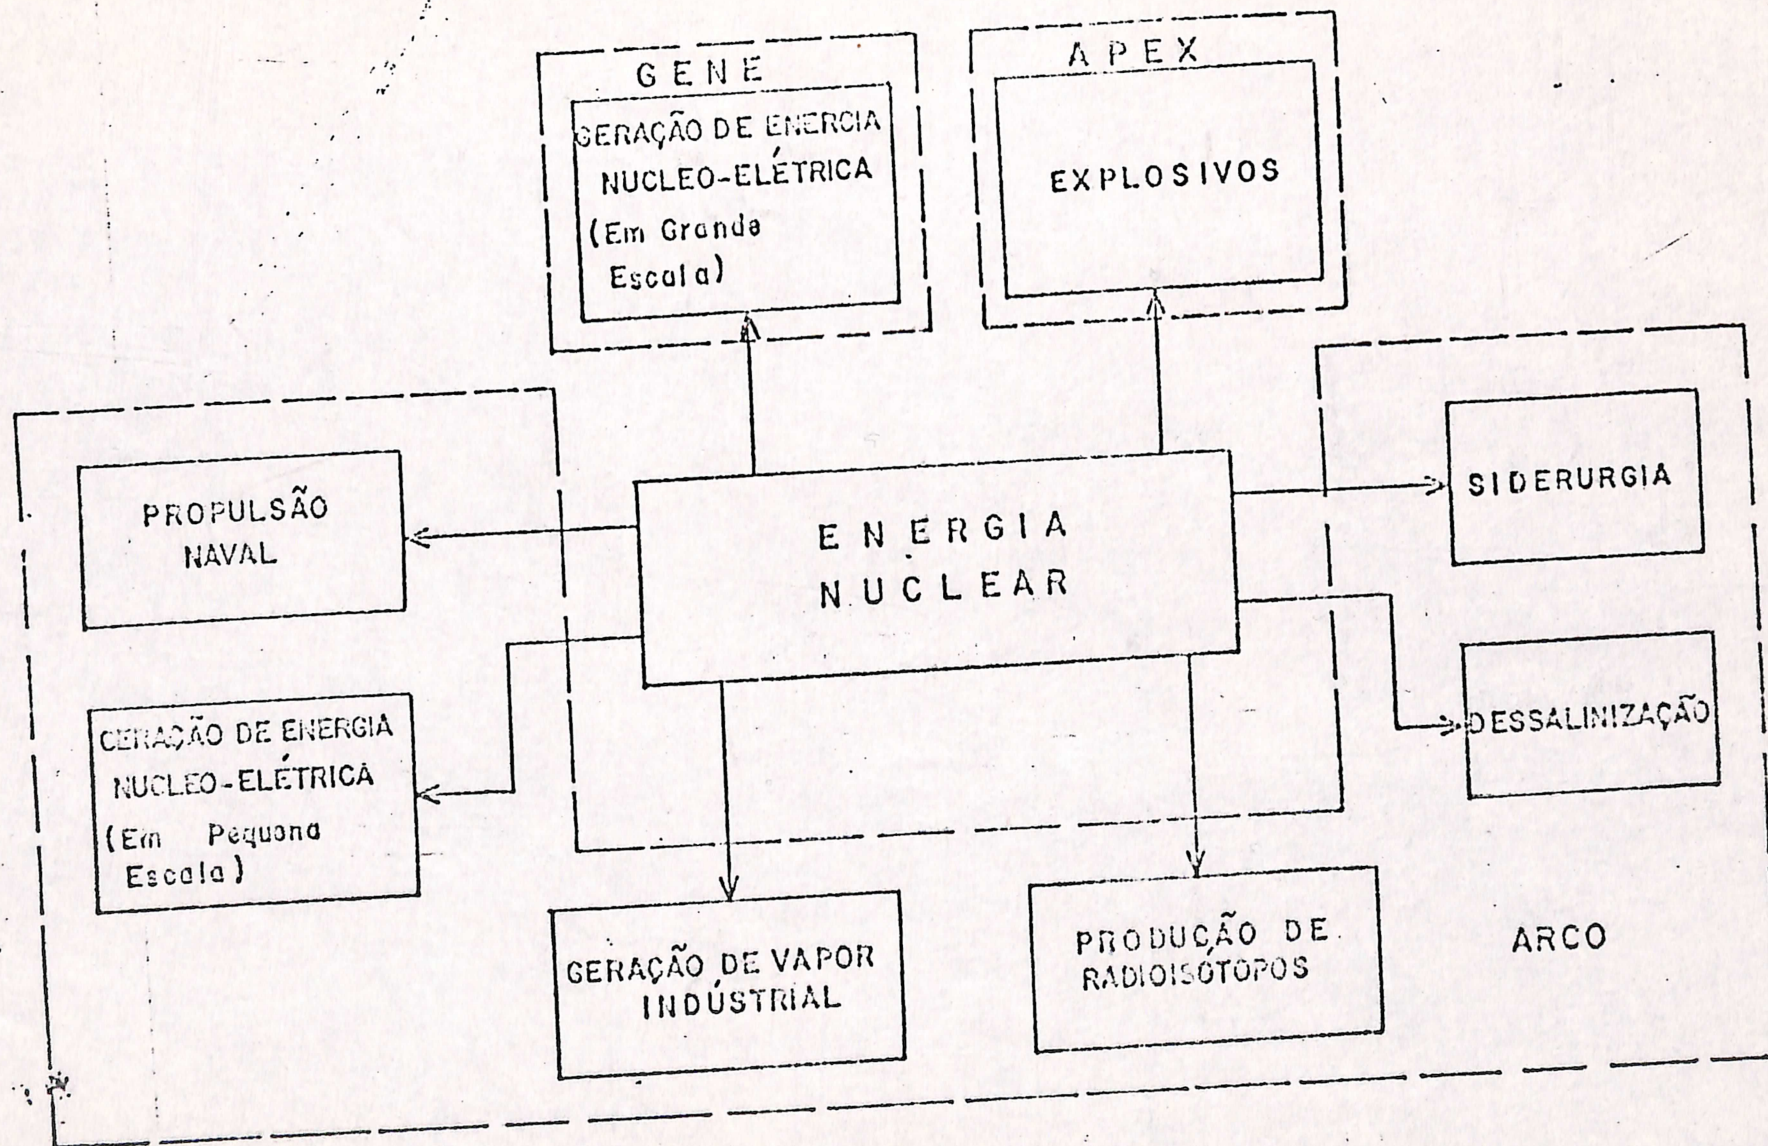 GENE
GERAÇÃO DE ENERGIA
NUCLEO-ELÉTRICA
(Em Grande
Escala)
APEX
EXPLOSIVOS
PROPULSÃO
NAVAL
ENERGIA
NUCLEAR
SIDERURGIA
GERAÇÃO DE ENERGIA
NUCLEO-ELÉTRICA
(Em Pequena
Escala)
DESSALINIZAÇÃO
GERAÇÃO DE VAPOR
INDÚSTRIAL
PRODUÇÃO DE
RADIOISÓTOPOS
ARCO